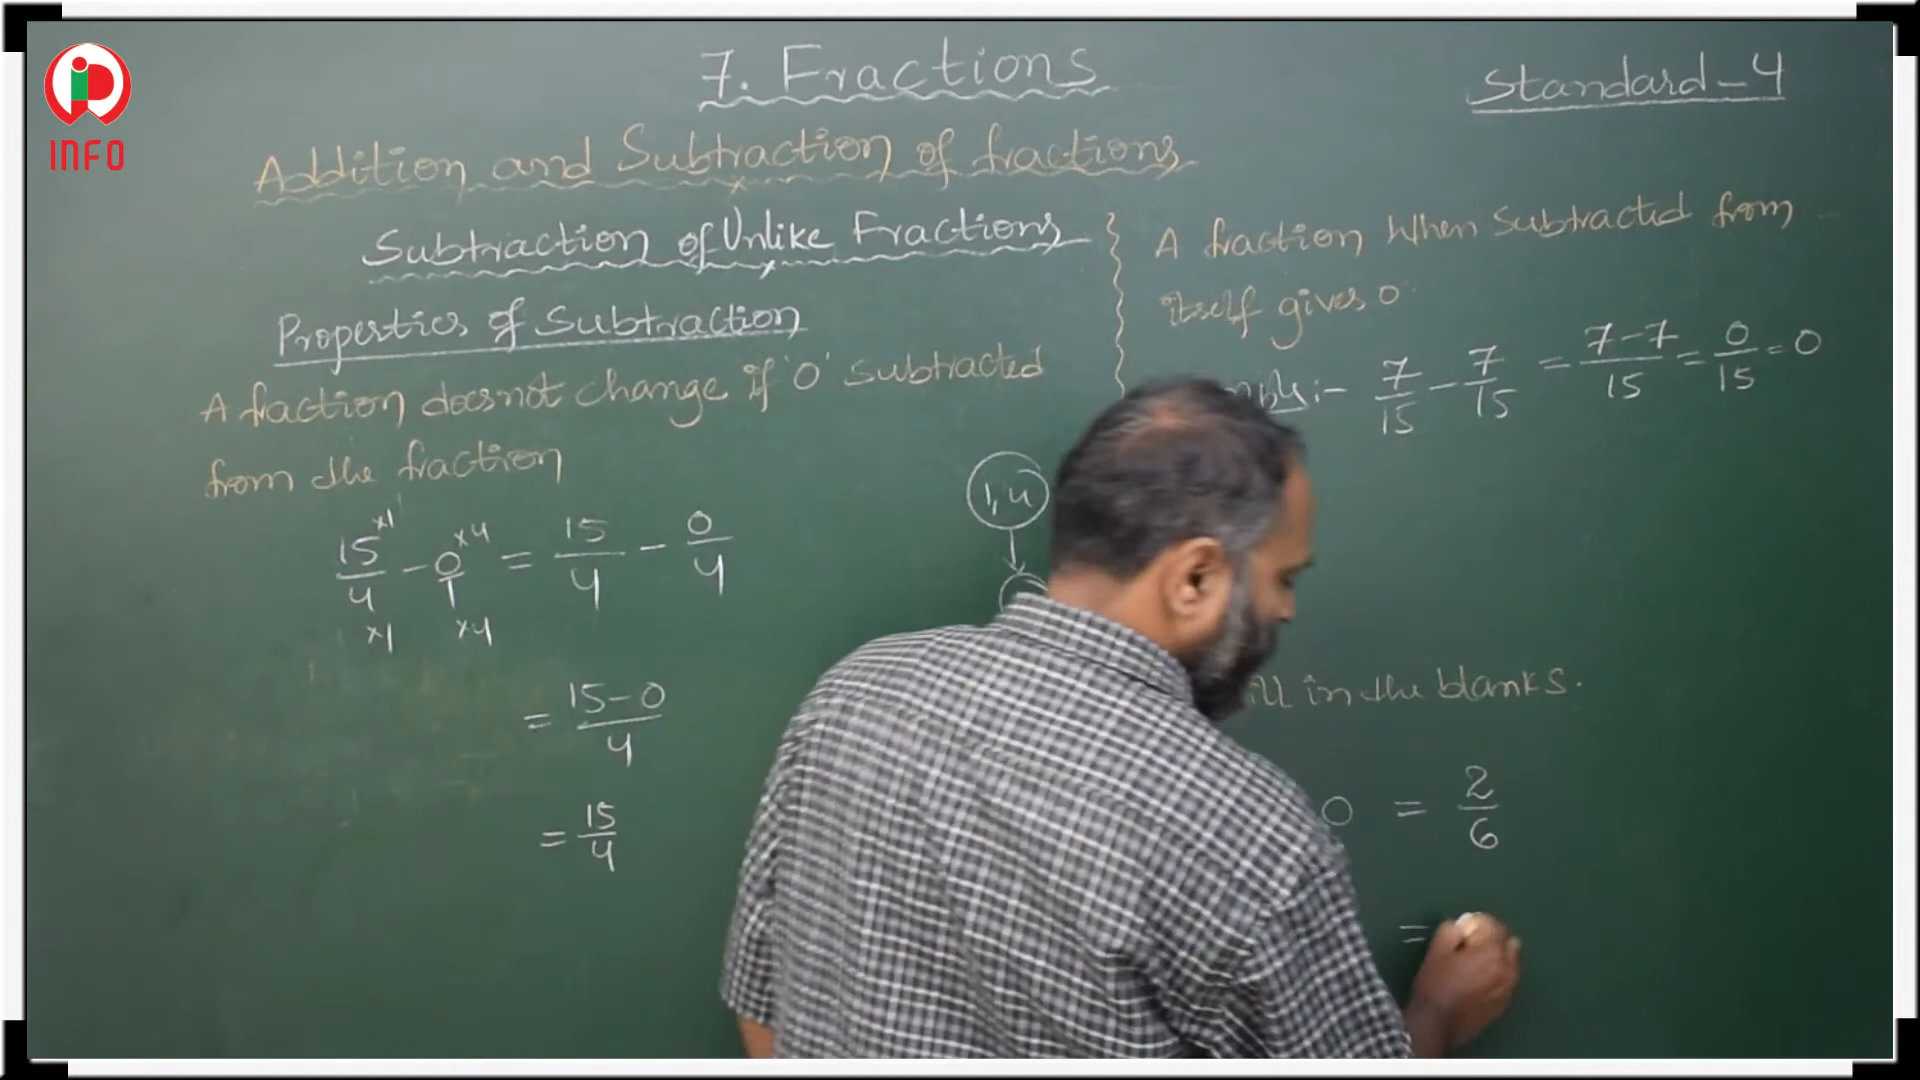 INFO
7. Fractions
Standard-4
Addition and Subtraction of fractions
Subtraction of Unlike Fractions
Properties of Subtraction
A fraction doesnot change if '0' subtracted
from the fraction
15×1/4×1 - 0×4/1×4 = 15/4 - 0/4
= 15-0/4
= 15/4
1,4
A fraction when subtracted from
itself gives 0.
:- 7/15 - 7/15 = 7-7/15 = 0/15 = 0
in the blanks.
0 = 2/6
=